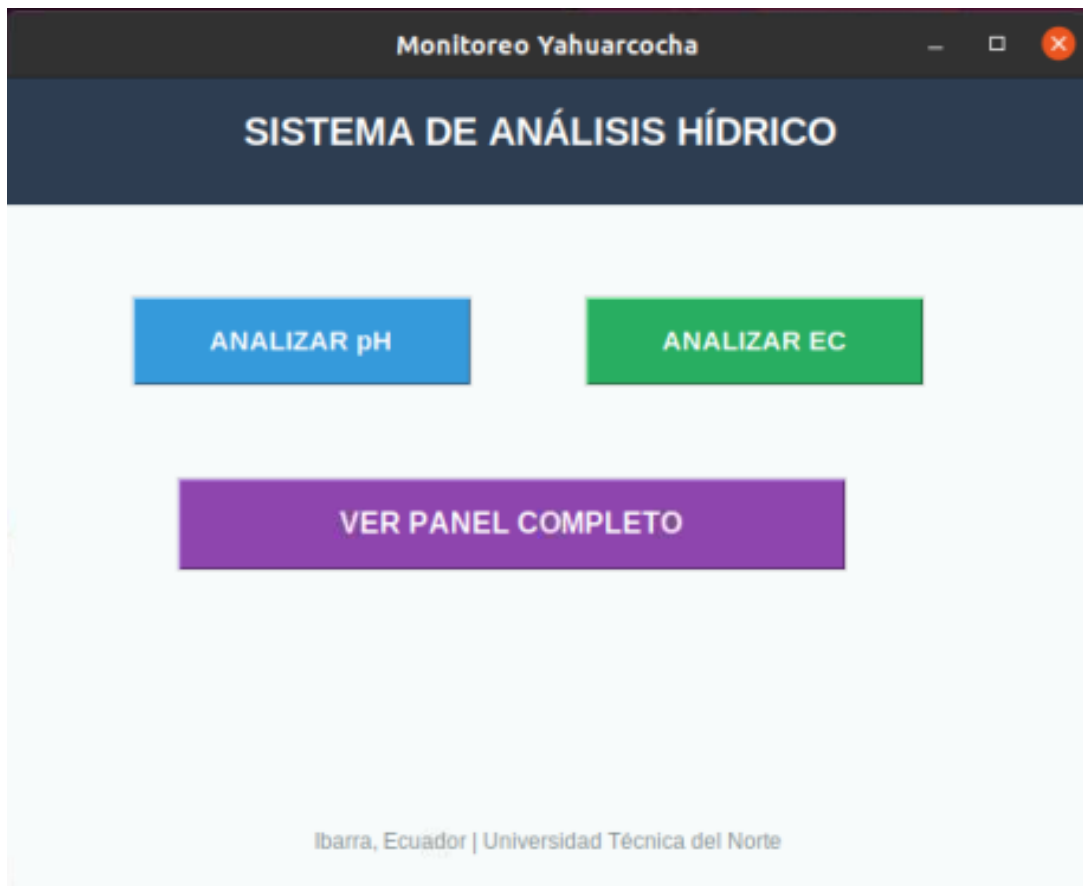 Monitoreo Yahuarcocha
SISTEMA DE ANÁLISIS HÍDRICO
ANALIZAR pH
ANALIZAR EC
VER PANEL COMPLETO
Ibarra, Ecuador | Universidad Técnica del Norte